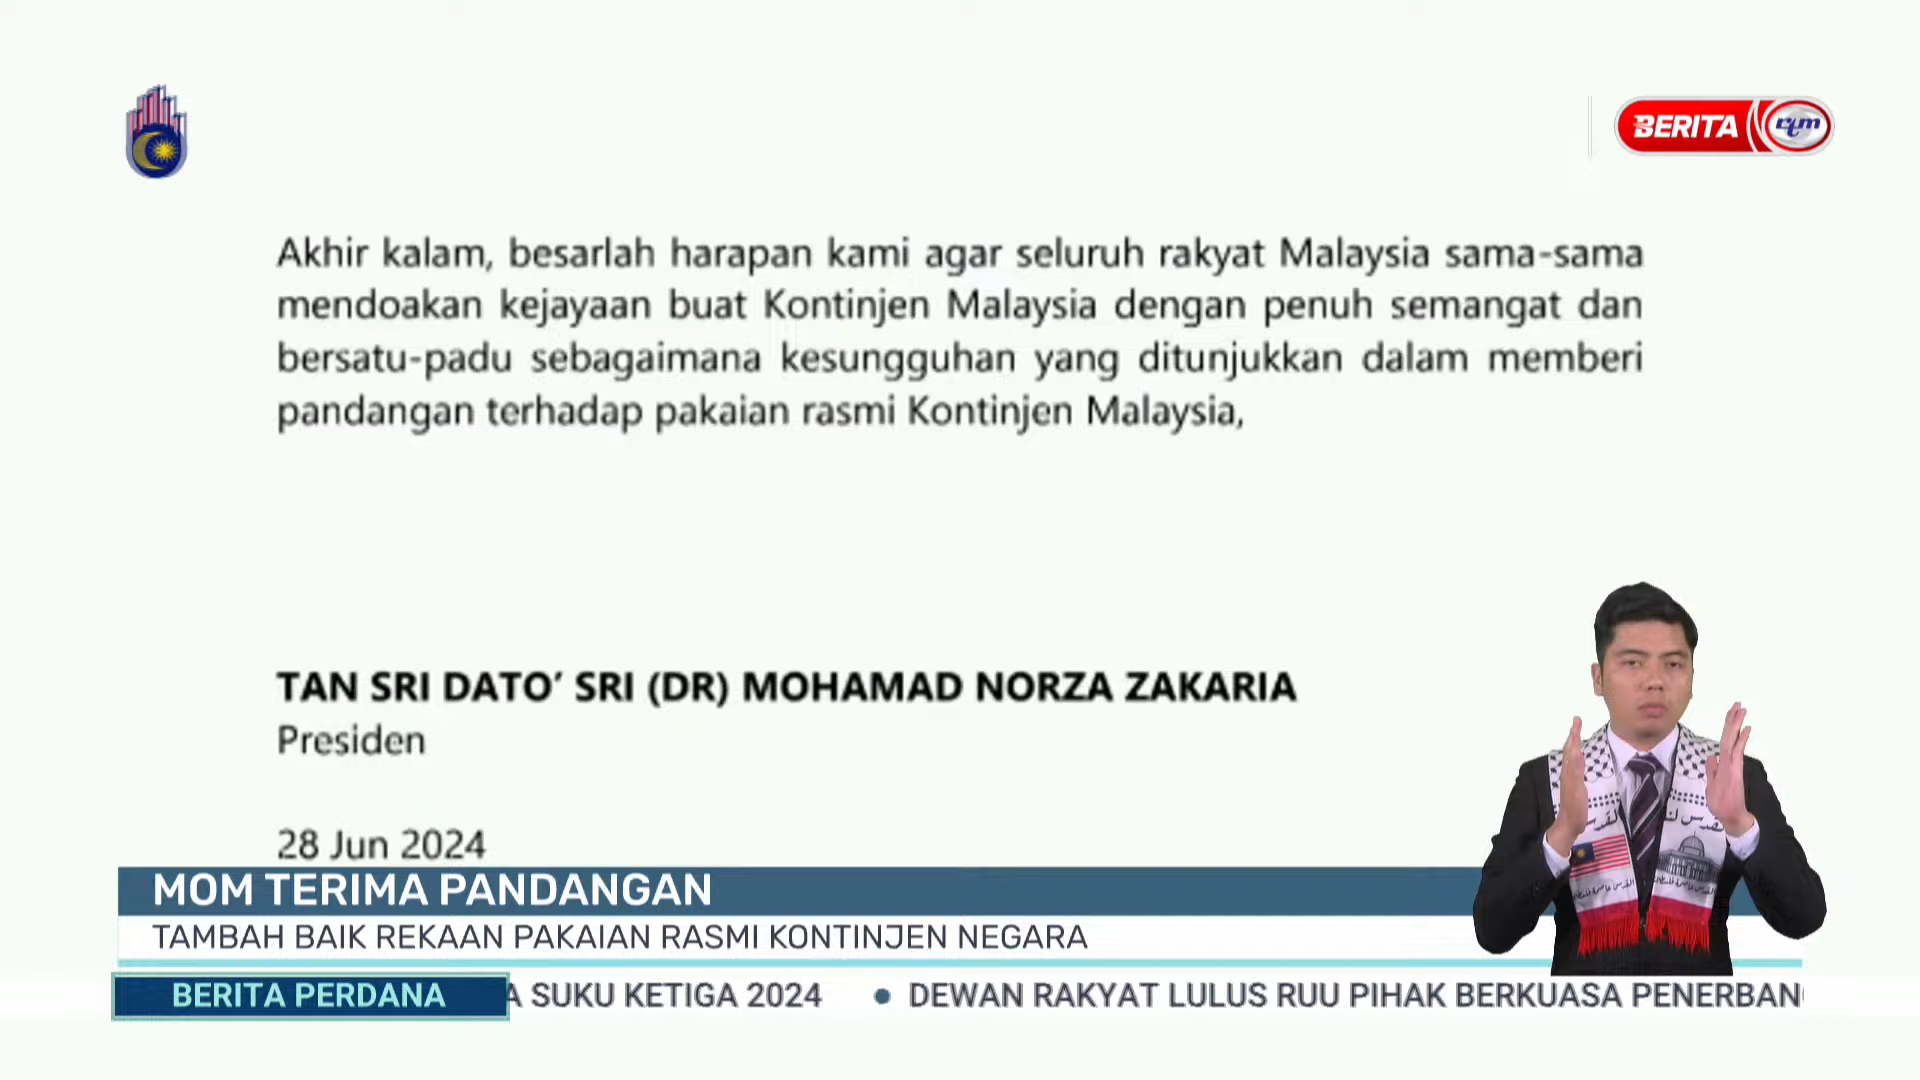 BERITA rtm
Akhir kalam, besarlah harapan kami agar seluruh rakyat Malaysia sama-sama
mendoakan kejayaan buat Kontinjen Malaysia dengan penuh semangat dan
bersatu-padu sebagaimana kesungguhan yang ditunjukkan dalam memberi
pandangan terhadap pakaian rasmi Kontinjen Malaysia,
TAN SRI DATO’ SRI (DR) MOHAMAD NORZA ZAKARIA
Presiden
28 Jun 2024
MOM TERIMA PANDANGAN
TAMBAH BAIK REKAAN PAKAIAN RASMI KONTINJEN NEGARA
BERITA PERDANA
A SUKU KETIGA 2024 • DEWAN RAKYAT LULUS RUU PIHAK BERKUASA PENERBAN